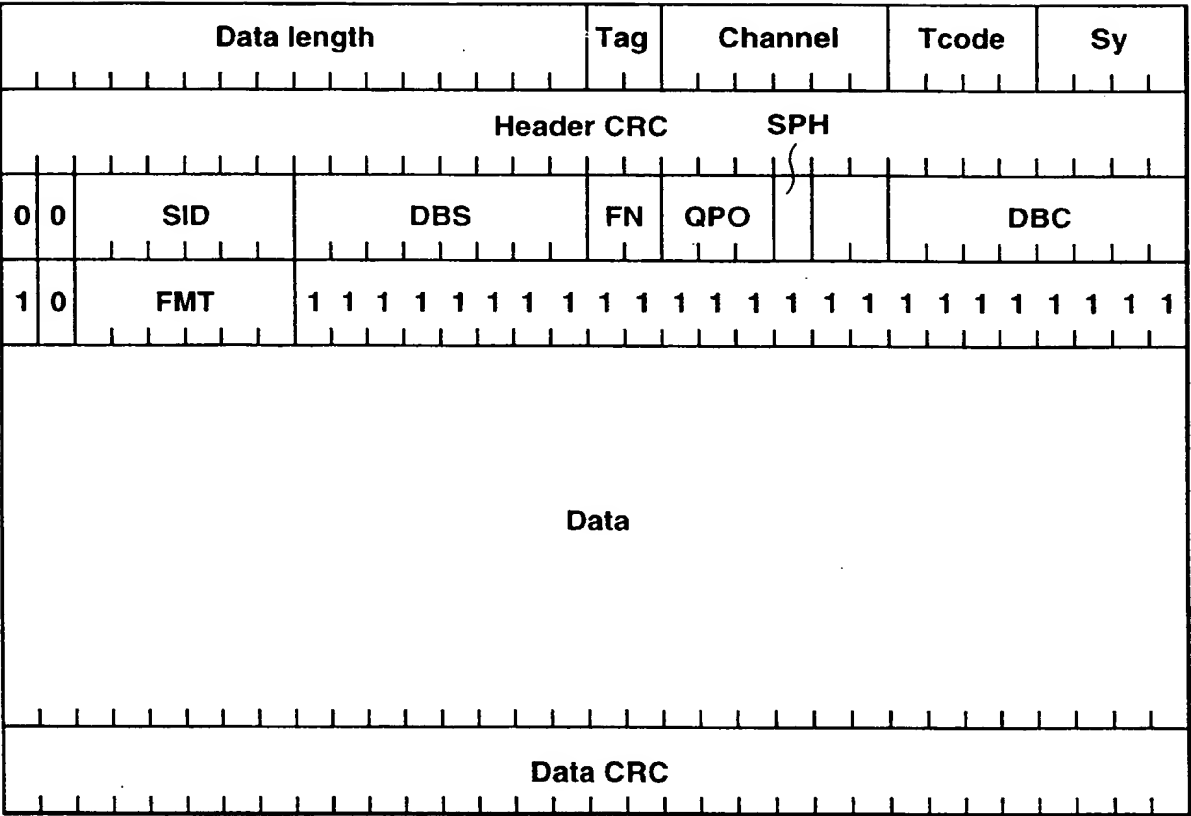 Data length Tag Channel Tcode Sy
Header CRC SPH
0 0 SID DBS FN QPO DBC
1 0 FMT 1 1 1 1 1 1 1 1 1 1 1 1 1 1 1 1 1 1 1 1 1 1 1 1
Data
Data CRC